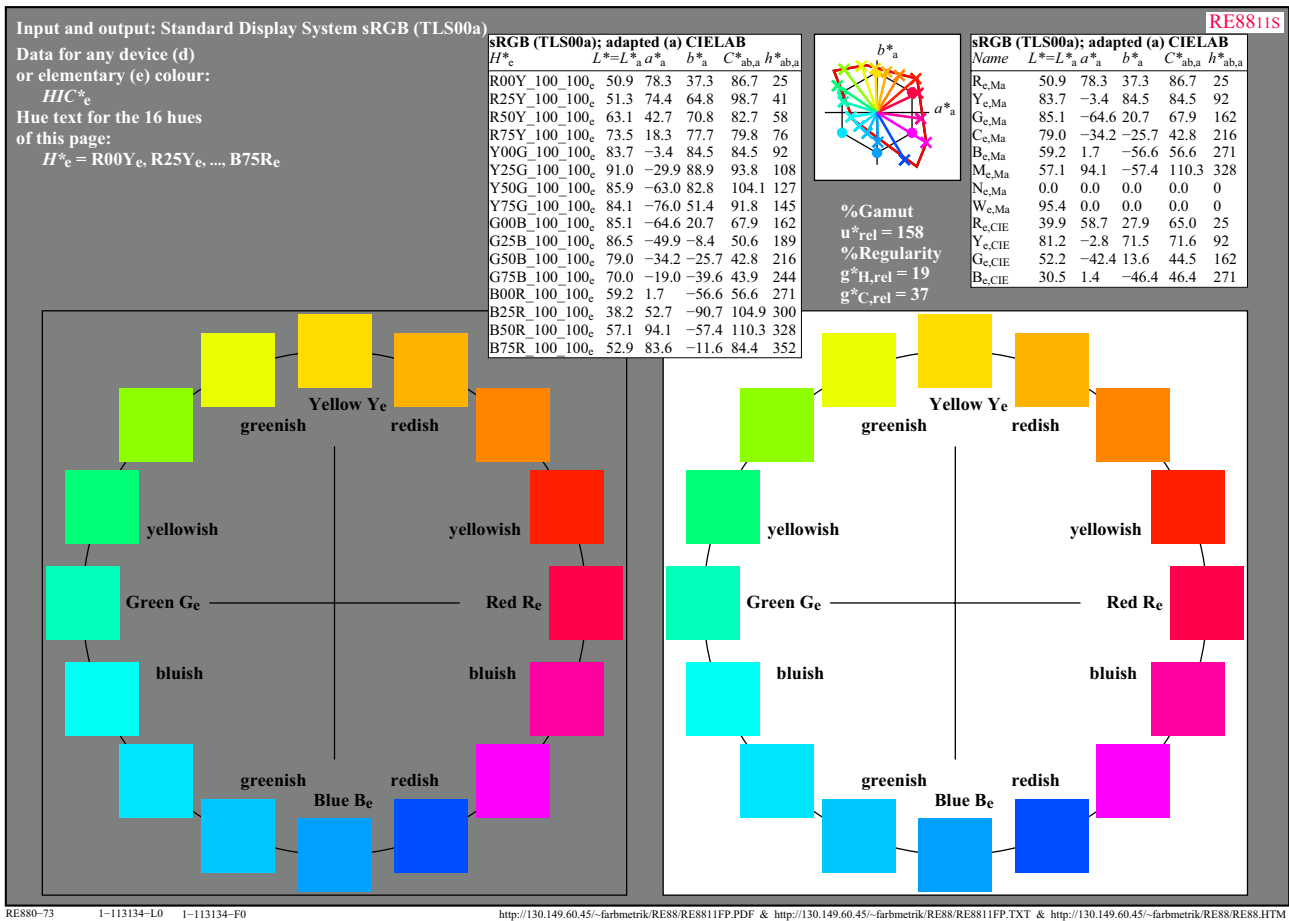 Input and output: Standard Display System sRGB (TLS00a)
RE8811S
Data for any device (d)
or elementary (e) colour:
HIC*e
Hue text for the 16 hues
of this page:
H*e = R00Ye, R25Ye, ..., B75Re
sRGB (TLS00a); adapted (a) CIELAB
H*e L*=L*a a*a b*a C*ab,a h*ab,a
R00Y_100_100e 50.9 78.3 37.3 86.7 25
R25Y_100_100e 51.3 74.4 64.8 98.7 41
R50Y_100_100e 63.1 42.7 70.8 82.7 58
R75Y_100_100e 73.5 18.3 77.7 79.8 76
Y00G_100_100e 83.7 −3.4 84.5 84.5 92
Y25G_100_100e 91.0 −29.9 88.9 93.8 108
Y50G_100_100e 85.9 −63.0 82.8 104.1 127
Y75G_100_100e 84.1 −76.0 51.4 91.8 145
G00B_100_100e 85.1 −64.6 20.7 67.9 162
G25B_100_100e 86.5 −49.9 −8.4 50.6 189
G50B_100_100e 79.0 −34.2 −25.7 42.8 216
G75B_100_100e 70.0 −19.0 −39.6 43.9 244
B00R_100_100e 59.2 1.7 −56.6 56.6 271
B25R_100_100e 38.2 52.7 −90.7 104.9 300
B50R_100_100e 57.1 94.1 −57.4 110.3 328
B75R_100_100e 52.9 83.6 −11.6 84.4 352
b*a
a*a
%Gamut
u*rel = 158
%Regularity
g*H,rel = 19
g*C,rel = 37
sRGB (TLS00a); adapted (a) CIELAB
Name L*=L*a a*a b*a C*ab,a h*ab,a
Re,Ma 50.9 78.3 37.3 86.7 25
Ye,Ma 83.7 −3.4 84.5 84.5 92
Ge,Ma 85.1 −64.6 20.7 67.9 162
Ce,Ma 79.0 −34.2 −25.7 42.8 216
Be,Ma 59.2 1.7 −56.6 56.6 271
Me,Ma 57.1 94.1 −57.4 110.3 328
Ne,Ma 0.0 0.0 0.0 0.0 0
We,Ma 95.4 0.0 0.0 0.0 0
Re,CIE 39.9 58.7 27.9 65.0 25
Ye,CIE 81.2 −2.8 71.5 71.6 92
Ge,CIE 52.2 −42.4 13.6 44.5 162
Be,CIE 30.5 1.4 −46.4 46.4 271
Yellow Ye
greenish redish
yellowish yellowish
Green Ge Red Re
bluish bluish
greenish redish
Blue Be
Yellow Ye
greenish redish
yellowish yellowish
Green Ge Red Re
bluish bluish
greenish redish
Blue Be
RE880−73 1−113134−L0 1−113134−F0 http://130.149.60.45/~farbmetrik/RE88/RE8811FP.PDF & http://130.149.60.45/~farbmetrik/RE88/RE8811FP.TXT & http://130.149.60.45/~farbmetrik/RE88/RE88.HTM